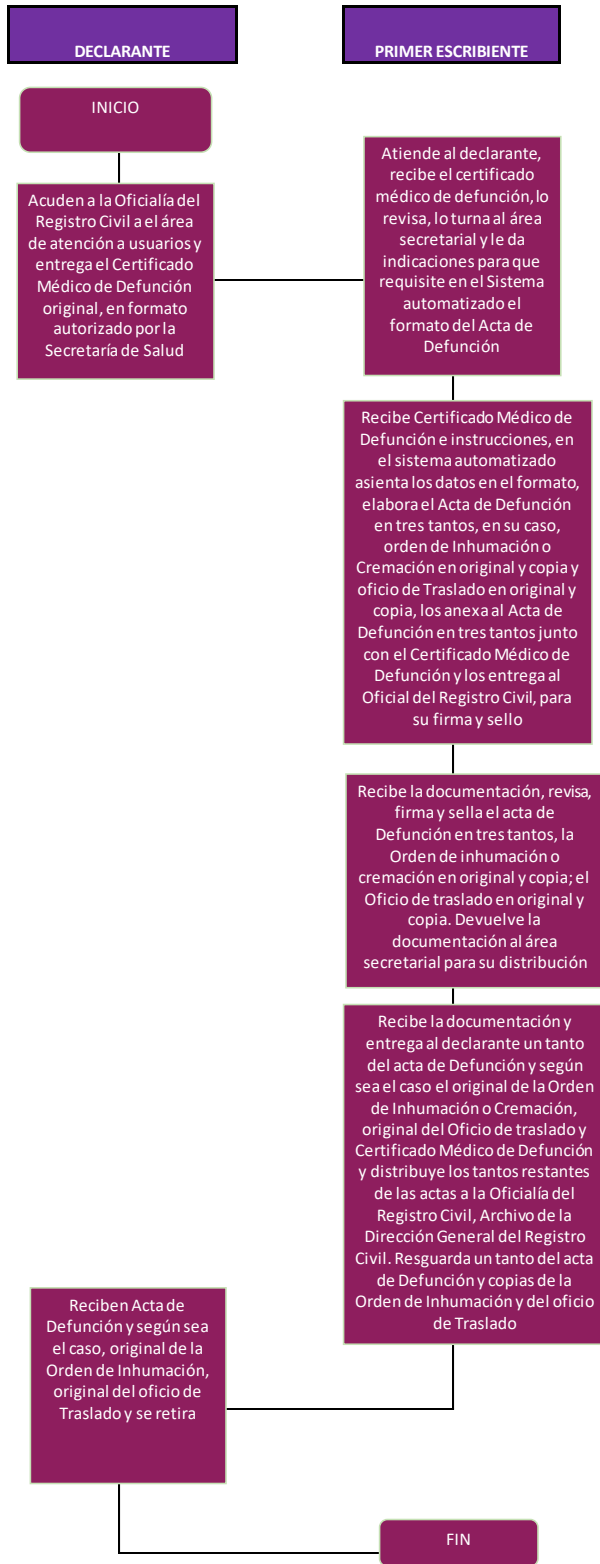 DECLARANTE
PRIMER ESCRIBIENTE
INICIO
Acuden a la Oficialía del
Registro Civil a el área
de atención a usuarios y
entrega el Certificado
Médico de Defunción
original, en formato
autorizado por la
Secretaría de Salud
Atiende al declarante,
recibe el certificado
médico de defunción, lo
revisa, lo turna al área
secretarial y le da
indicaciones para que
requisite en el Sistema
automatizado el
formato del Acta de
Defunción
Recibe Certificado Médico de
Defunción e instrucciones, en
el sistema automatizado
asienta los datos en el formato,
elabora el Acta de Defunción
en tres tantos, en su caso,
orden de Inhumación o
Cremación en original y copia y
oficio de Traslado en original y
copia, los anexa al Acta de
Defunción en tres tantos junto
con el Certificado Médico de
Defunción y los entrega al
Oficial del Registro Civil, para
su firma y sello
Recibe la documentación, revisa,
firma y sella el acta de
Defunción en tres tantos, la
Orden de inhumación o
cremación en original y copia; el
Oficio de traslado en original y
copia. Devuelve la
documentación al área
secretarial para su distribución
Recibe la documentación y
entrega al declarante un tanto
del acta de Defunción y según
sea el caso el original de la Orden
de Inhumación o Cremación,
original del Oficio de traslado y
Certificado Médico de Defunción
y distribuye los tantos restantes
de las actas a la Oficialía del
Registro Civil, Archivo de la
Dirección General del Registro
Civil. Resguarda un tanto del acta
de Defunción y copias de la
Orden de Inhumación y del oficio
de Traslado
Reciben Acta de
Defunción y según sea
el caso, original de la
Orden de Inhumación,
original del oficio de
Traslado y se retira
FIN